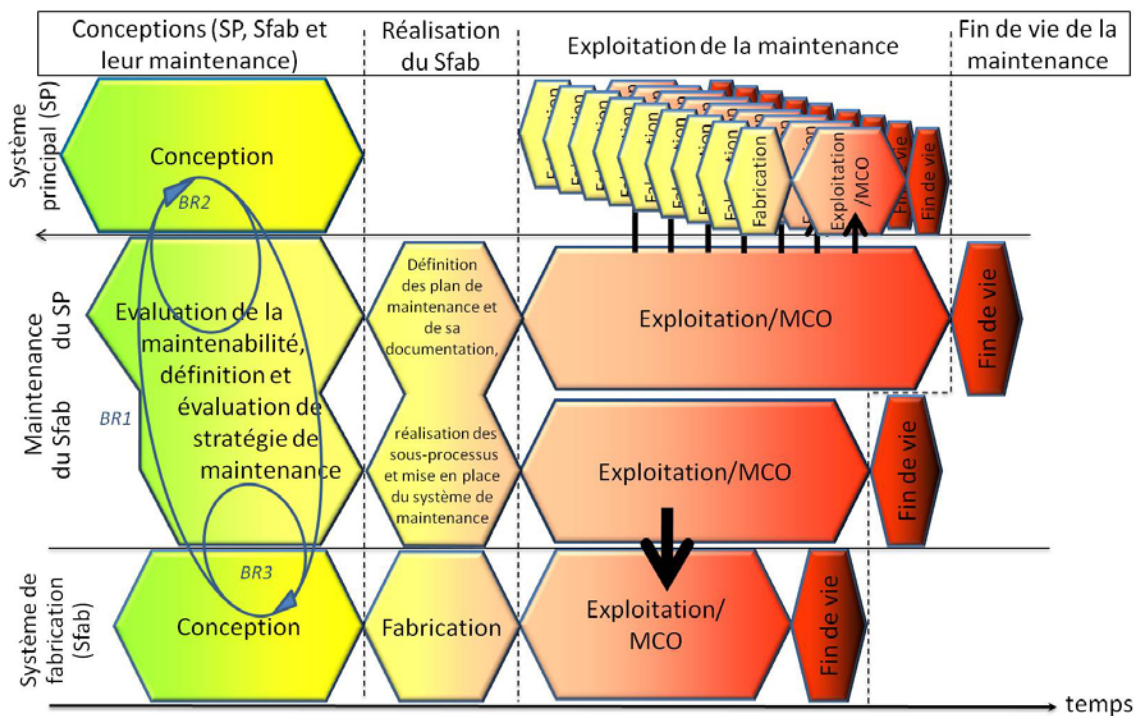 Conceptions (SP, Sfab et
leur maintenance)
Réalisation
du Sfab
Exploitation de la maintenance
Fin de vie de la
maintenance
Système
principal (SP)
Conception
BR2
Fabrication
Exploitation
/MCO
Fin de vie
Fin de vie
Maintenance
du SP
du Sfab
Evaluation de la
maintenabilité,
définition et
évaluation de
stratégie de
maintenance
BR1
Définition
des plan de
maintenance et
de sa
documentation,
réalisation des
sous-processus
et mise en place
du système de
maintenance
Exploitation/MCO
Fin de vie
Exploitation/MCO
Fin de vie
Système de
fabrication
(Sfab)
BR3
Conception
Fabrication
Exploitation/
MCO
Fin de vie
temps